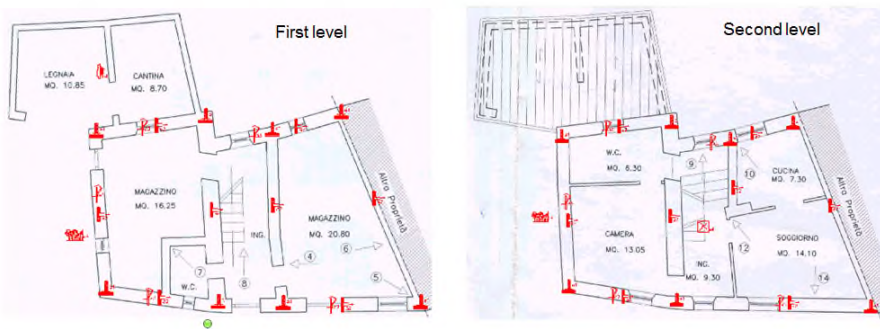 First level
LEGNAIA
MQ. 10.85
CANTINA
MQ. 8.70
MAGAZZINO
MQ. 16.25
ING.
MAGAZZINO
MQ. 20.80
Altra Proprietà
W.C.
4
5
6
7
8
Second level
W.C.
MQ. 6.30
CUCINA
MQ. 7.30
Altra Proprietà
CAMERA
MQ. 13.05
SOGGIORNO
MQ. 14.10
ING.
MQ. 9.30
9
10
12
14